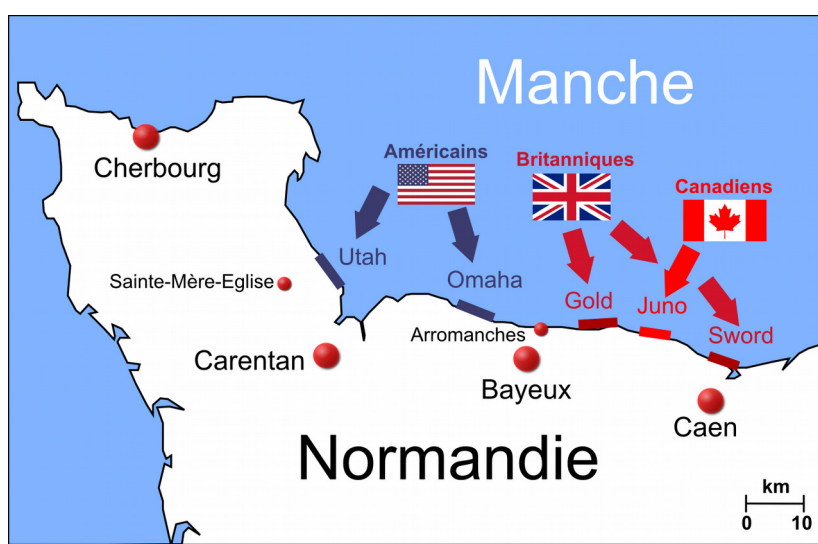 Manche
Américains
Britanniques
Canadiens
Cherbourg
Utah
Sainte-Mère-Eglise
Omaha
Gold
Juno
Sword
Arromanches
Carentan
Bayeux
Caen
Normandie
km
0 10